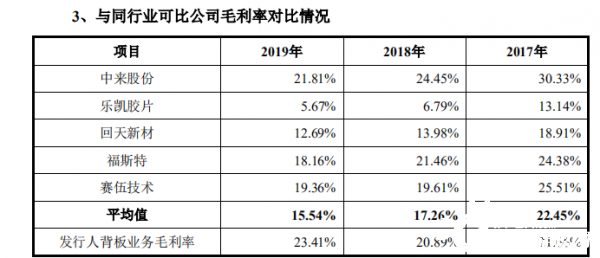 3、与同行业可比公司毛利率对比情况
项目 2019年 2018年 2017年
中来股份 21.81% 24.45% 30.33%
乐凯胶片 5.67% 6.79% 13.14%
回天新材 12.69% 13.98% 18.91%
福斯特 18.16% 21.46% 24.38%
赛伍技术 19.36% 19.61% 25.51%
平均值 15.54% 17.26% 22.45%
发行人背板业务毛利率 23.41% 20.89%